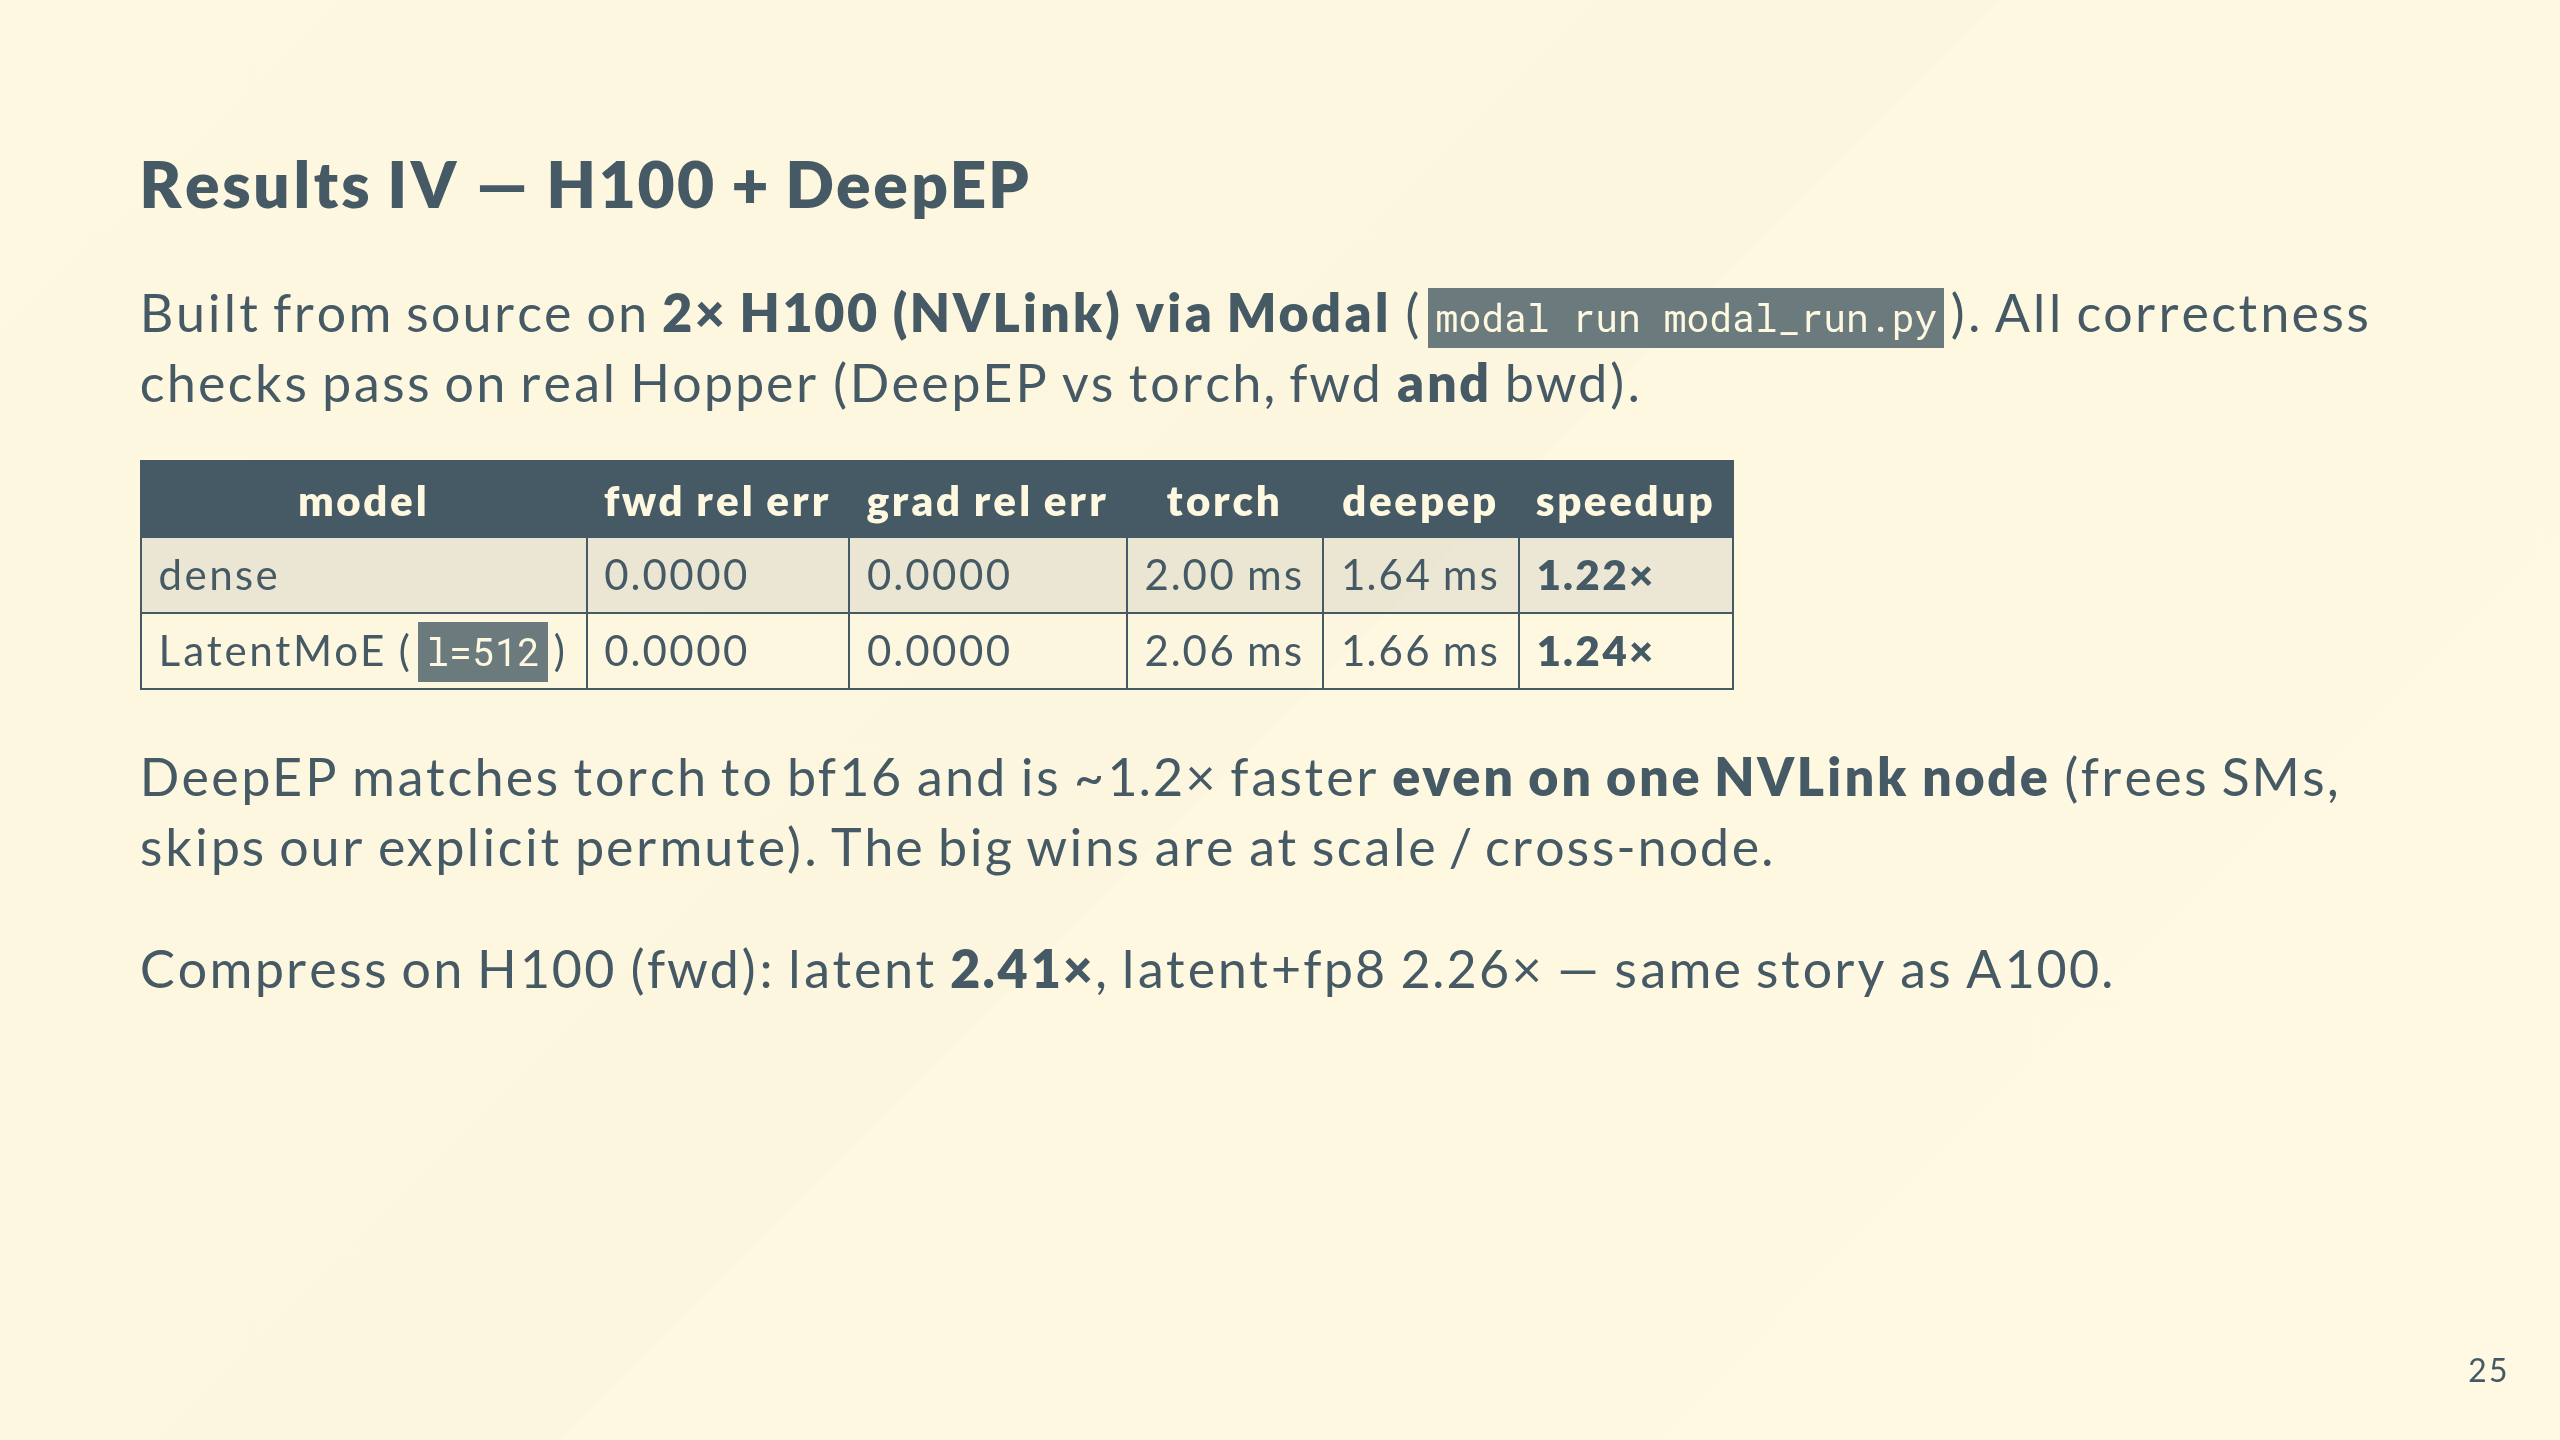 Results IV — H100 + DeepEP
Built from source on 2× H100 (NVLink) via Modal ( modal run modal_run.py ). All correctness
checks pass on real Hopper (DeepEP vs torch, fwd and bwd).
model fwd rel err grad rel err torch deepep speedup
dense 0.0000 0.0000 2.00 ms 1.64 ms 1.22×
LatentMoE ( l=512 ) 0.0000 0.0000 2.06 ms 1.66 ms 1.24×
DeepEP matches torch to bf16 and is ~1.2× faster even on one NVLink node (frees SMs,
skips our explicit permute). The big wins are at scale / cross-node.
Compress on H100 (fwd): latent 2.41×, latent+fp8 2.26× — same story as A100.
25